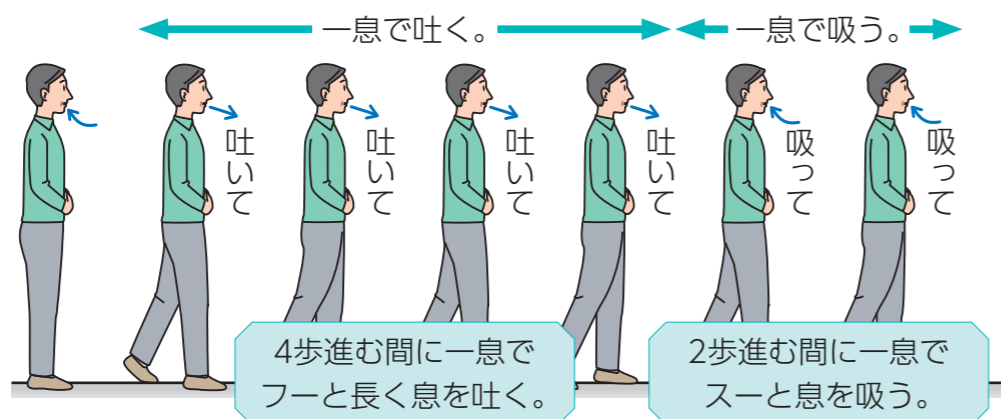 一息で吐く。
一息で吸う。
吐いて
吐いて
吐いて
吐いて
吸って
吸って
4歩進む間に一息で
フーと長く息を吐く。
2歩進む間に一息で
スーと息を吸う。